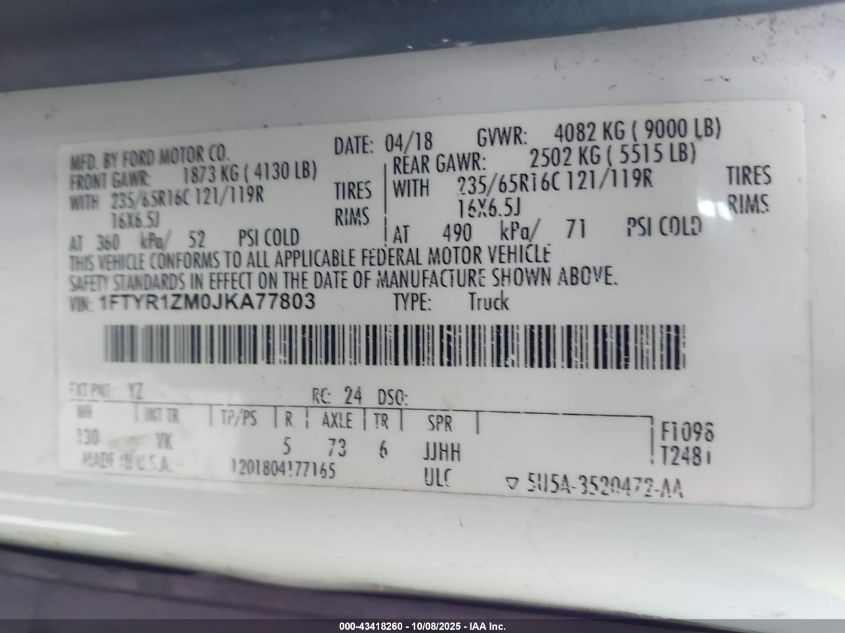 MFD. BY FORD MOTOR CO. DATE: 04/18 GVWR: 4082 KG ( 9000 LB)
FRONT GAWR: 1873 KG ( 4130 LB) REAR GAWR: 2502 KG ( 5515 LB)
WITH 235/65R16C 121/119R TIRES WITH 235/65R16C 121/119R TIRES
16X6.5J RIMS 16X6.5J RIMS
AT 360 kPa/ 52 PSI COLD AT 490 kPa/ 71 PSI COLD
THIS VEHICLE CONFORMS TO ALL APPLICABLE FEDERAL MOTOR VEHICLE
SAFETY STANDARDS IN EFFECT ON THE DATE OF MANUFACTURE SHOWN ABOVE.
VIN: 1FTYR1ZM0JKA77803 TYPE: Truck
EXT PNT: YZ RC: 24 DSO:
WB INT TR TP/PS R AXLE TR SPR
130 VK 5 73 6 JJHH F1098
MADE IN U.S.A. 1201804177165 ULC T2481
5U5A-3520472-AA
000-43418260 - 10/08/2025 - IAA Inc.